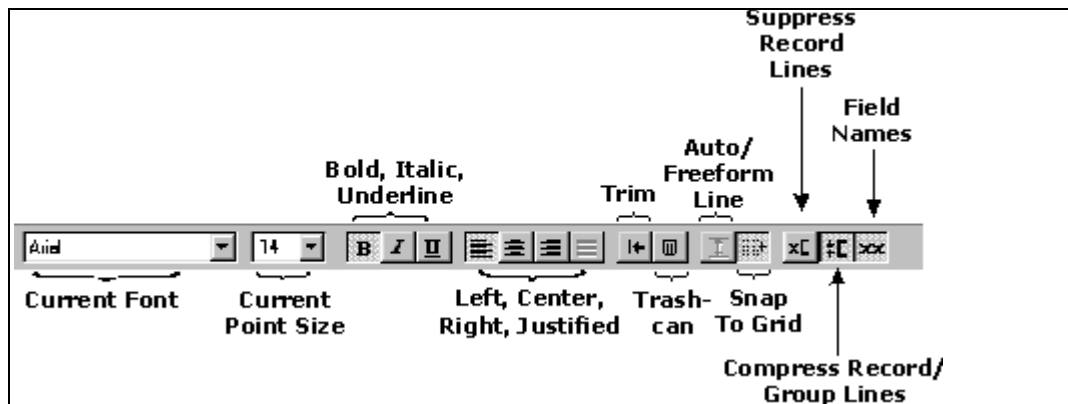 Suppress
Record
Lines
Field
Names
Auto/
Freeform
Line
Bold, Italic,
Underline
Trim
Arial
14
B I U
x[ ‡[ xx
Current Font
Current
Point Size
Left, Center,
Right, Justified
Trash-
can
Snap
To Grid
Compress Record/
Group Lines